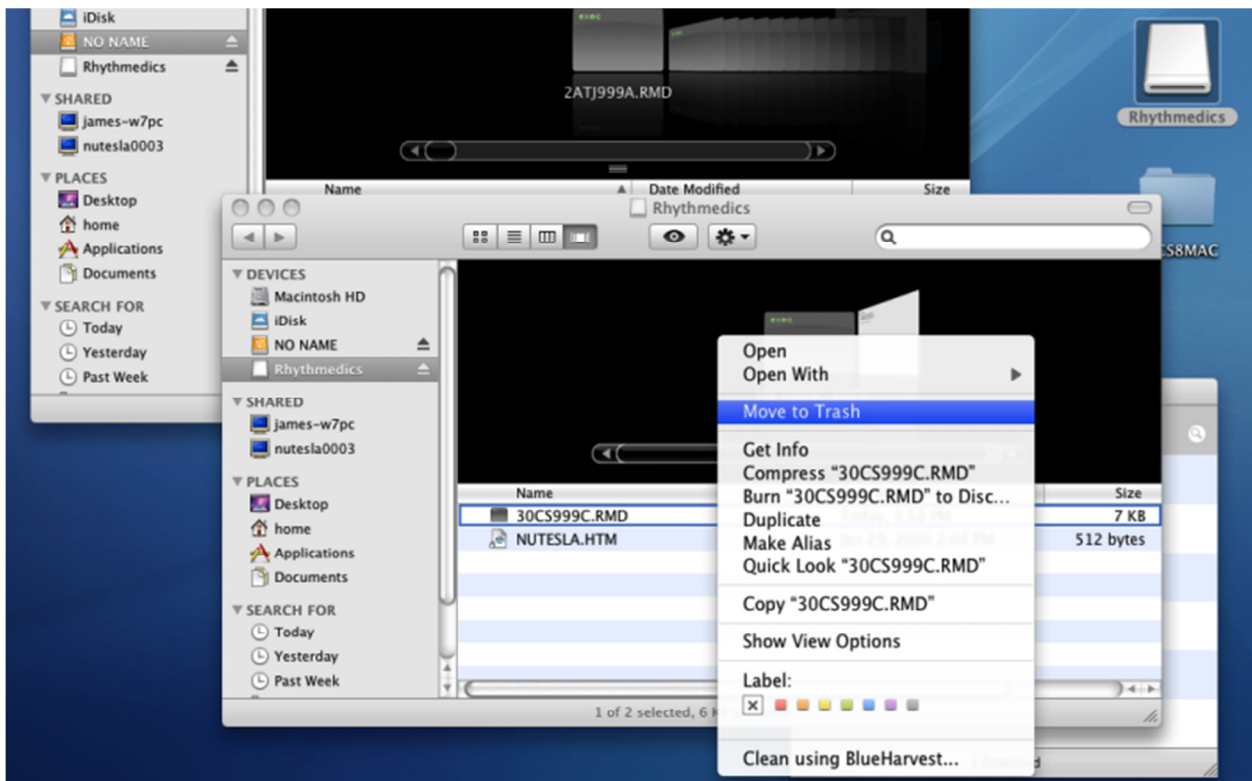 iDisk
NO NAME
Rhythmedics
SHARED
james-w7pc
nutesla0003
PLACES
Desktop
home
Applications
Documents
SEARCH FOR
Today
Yesterday
Past Week
exec
2ATJ999A.RMD
Name Date Modified Size
Rhythmedics
S8MAC
Rhythmedics
DEVICES
Macintosh HD
iDisk
NO NAME
Rhythmedics
SHARED
james-w7pc
nutesla0003
PLACES
Desktop
home
Applications
Documents
SEARCH FOR
Today
Yesterday
Past Week
exec
Name Size
30CS999C.RMD 7 KB
NUTESLA.HTM 512 bytes
1 of 2 selected, 6
Open
Open With
Move to Trash
Get Info
Compress “30CS999C.RMD”
Burn “30CS999C.RMD” to Disc...
Duplicate
Make Alias
Quick Look “30CS999C.RMD”
Copy “30CS999C.RMD”
Show View Options
Label:
Clean using BlueHarvest...